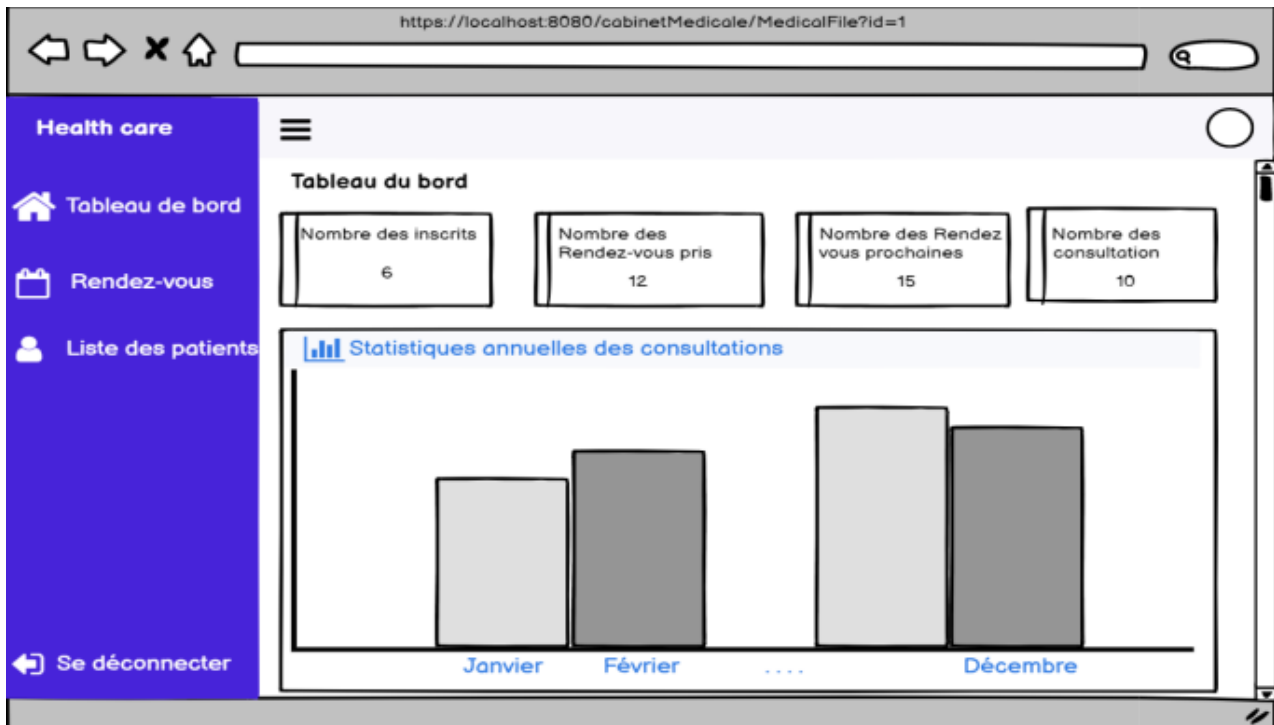 https://localhost:8080/cabinetMedicale/MedicalFile?id=1
Health care
Tableau de bord
Rendez-vous
Liste des patients
Se déconnecter
Tableau du bord
Nombre des inscrits
6
Nombre des
Rendez-vous pris
12
Nombre des Rendez
vous prochaines
15
Nombre des
consultation
10
Statistiques annuelles des consultations
Janvier
Février
....
Décembre